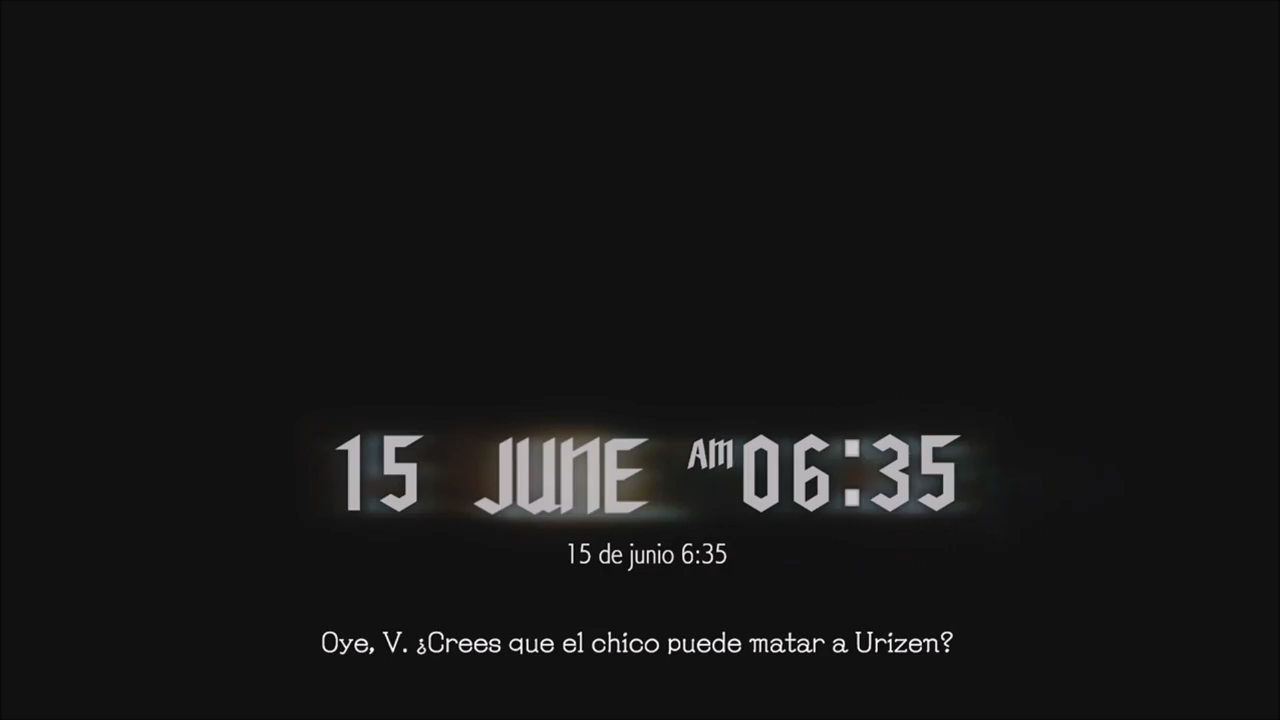 15 JUNE AM 06:35
15 de junio 6:35
Oye, V. ¿Crees que el chico puede matar a Urizen?